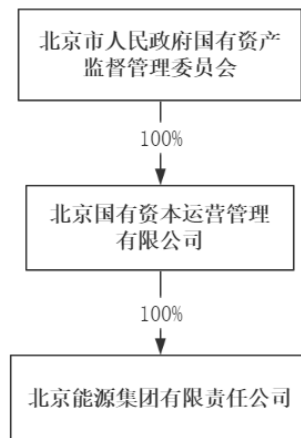 北京市人民政府国有资产
监督管理委员会
100%
北京国有资本运营管理
有限公司
100%
北京能源集团有限责任公司